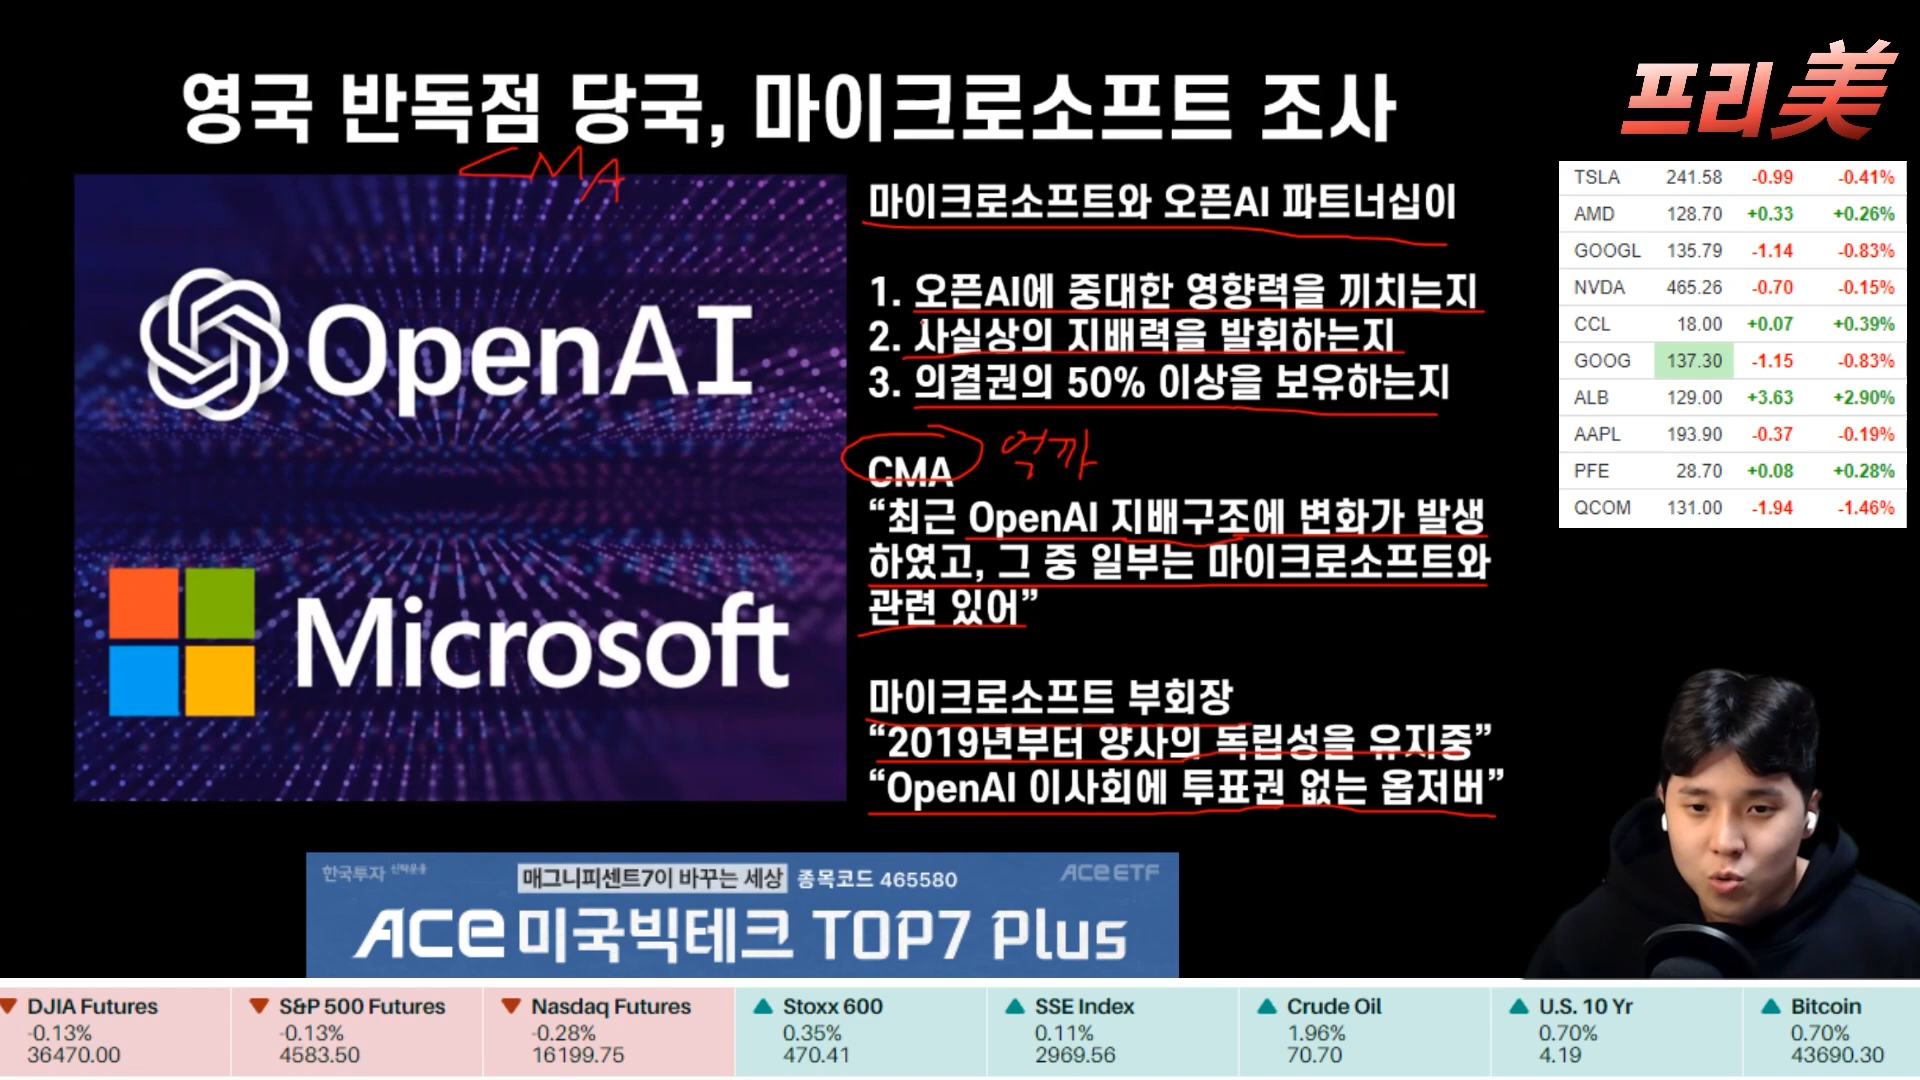 영국 반독점 당국, 마이크로소프트 조사
CMA
프리美
OpenAI
Microsoft
마이크로소프트와 오픈AI 파트너십이
1. 오픈AI에 중대한 영향력을 끼치는지
2. 사실상의 지배력을 발휘하는지
3. 의결권의 50% 이상을 보유하는지
억까
CMA
“최근 OpenAI 지배구조에 변화가 발생
하였고, 그 중 일부는 마이크로소프트와
관련 있어”
마이크로소프트 부회장
“2019년부터 양사의 독립성을 유지중”
“OpenAI 이사회에 투표권 없는 옵저버”
TSLA 241.58 -0.99 -0.41%
AMD 128.70 +0.33 +0.26%
GOOGL 135.79 -1.14 -0.83%
NVDA 465.26 -0.70 -0.15%
CCL 18.00 +0.07 +0.39%
GOOG 137.30 -1.15 -0.83%
ALB 129.00 +3.63 +2.90%
AAPL 193.90 -0.37 -0.19%
PFE 28.70 +0.08 +0.28%
QCOM 131.00 -1.94 -1.46%
한국투자 신탁운용 매그니피센트7이 바꾸는 세상 종목코드 465580 ACE ETF
ACE 미국빅테크 TOP7 Plus
DJIA Futures
-0.13%
36470.00
S&P 500 Futures
-0.13%
4583.50
Nasdaq Futures
-0.28%
16199.75
Stoxx 600
0.35%
470.41
SSE Index
0.11%
2969.56
Crude Oil
1.96%
70.70
U.S. 10 Yr
0.70%
4.19
Bitcoin
0.70%
43690.30